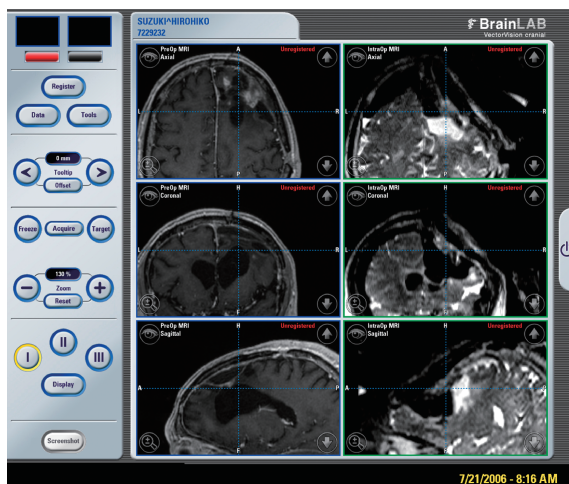 SUZUKI^HIROHIKO
7229232
BrainLAB
VectorVision cranial
Register
Data
Tools
0 mm
Tooltip
Offset
Freeze
Acquire
Target
130 %
Zoom
Reset
I
II
III
Display
Screenshot
PreOp MRI
Axial
A
Unregistered
L
R
P
IntraOp MRI
Axial
A
Unregistered
L
R
P
PreOp MRI
Coronal
H
Unregistered
L
R
F
IntraOp MRI
Coronal
H
Unregistered
L
R
F
PreOp MRI
Sagittal
H
Unregistered
A
P
F
IntraOp MRI
Sagittal
H
Unregistered
A
F
7/21/2006 - 8:16 AM